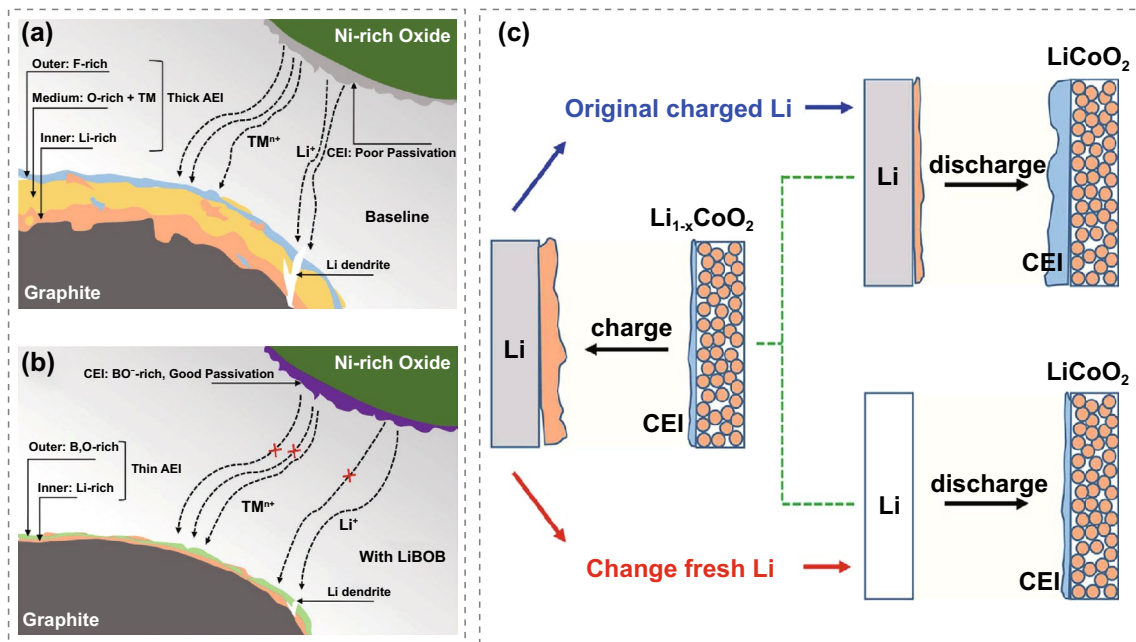 (a)
Ni-rich Oxide
Outer: F-rich
Medium: O-rich + TM
Thick AEI
Inner: Li-rich
TMⁿ⁺
Li⁺
CEI: Poor Passivation
Baseline
Li dendrite
Graphite
(b)
Ni-rich Oxide
CEI: BO⁻-rich, Good Passivation
Outer: B,O-rich
Thin AEI
Inner: Li-rich
TMⁿ⁺
Li⁺
With LiBOB
Li dendrite
Graphite
(c)
LiCoO₂
Original charged Li
Li
discharge
CEI
Li₁₋ₓCoO₂
Li
charge
CEI
LiCoO₂
Li
discharge
CEI
Change fresh Li